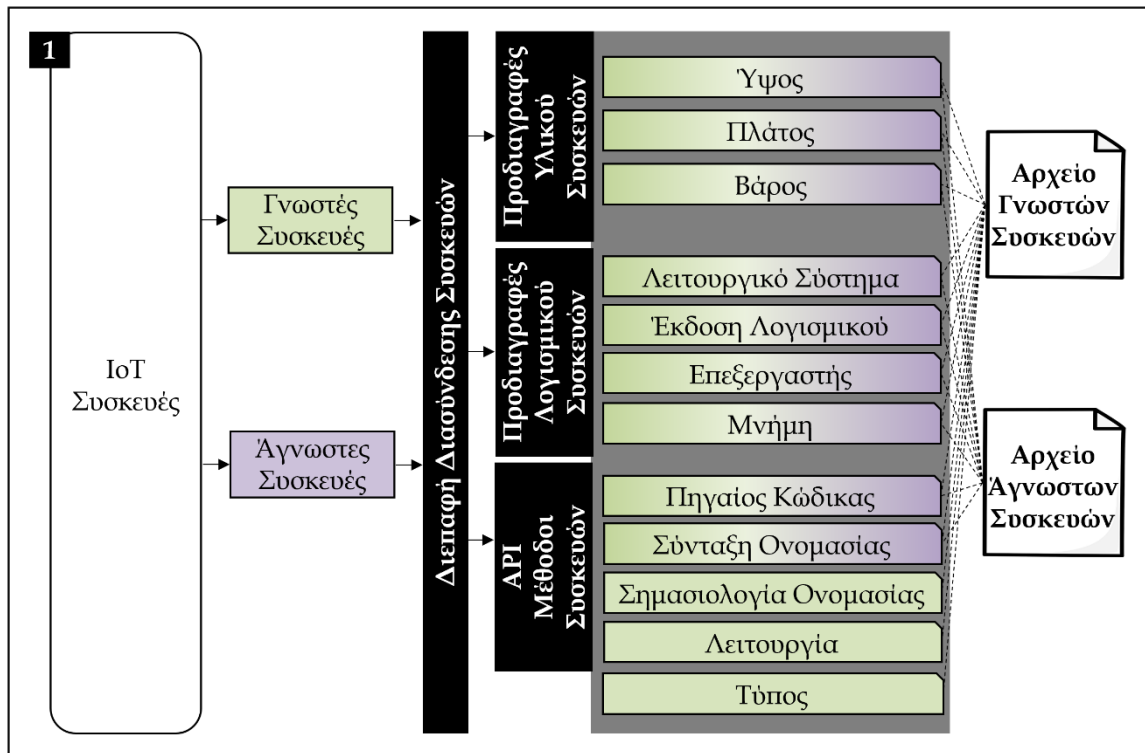 1
IoT
Συσκευές
Γνωστές
Συσκευές
Άγνωστες
Συσκευές
Διεπαφή Διασύνδεσης Συσκευών
Προδιαγραφές
Υλικού
Συσκευών
Προδιαγραφές
Λογισμικού
Συσκευών
API
Μέθοδοι
Συσκευών
Ύψος
Πλάτος
Βάρος
Λειτουργικό Σύστημα
Έκδοση Λογισμικού
Επεξεργαστής
Μνήμη
Πηγαίος Κώδικας
Σύνταξη Ονομασίας
Σημασιολογία Ονομασίας
Λειτουργία
Τύπος
Αρχείο
Γνωστών
Συσκευών
Αρχείο
Άγνωστων
Συσκευών